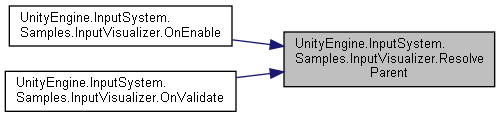 UnityEngine.InputSystem.
Samples.InputVisualizer.OnEnable
UnityEngine.InputSystem.
Samples.InputVisualizer.Resolve
Parent
UnityEngine.InputSystem.
Samples.InputVisualizer.OnValidate